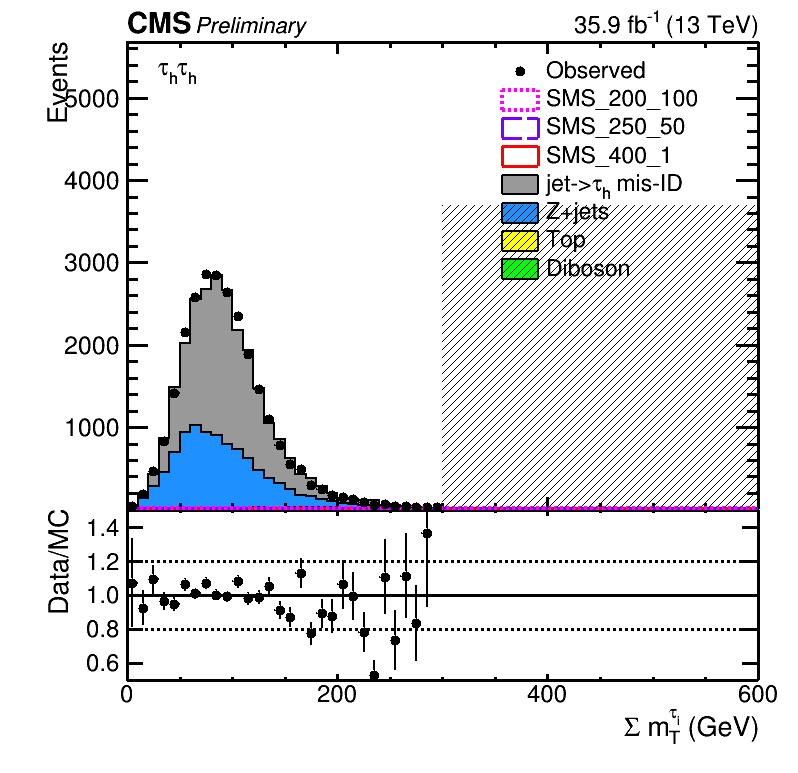 CMS Preliminary 35.9 fb⁻¹ (13 TeV)
Events
τhτh
Observed
SMS_200_100
SMS_250_50
SMS_400_1
jet->τh mis-ID
Z+jets
Top
Diboson
5000
4000
3000
2000
1000
Data/MC
1.4
1.2
1.0
0.8
0.6
0 200 400 600
Σ mTτi (GeV)